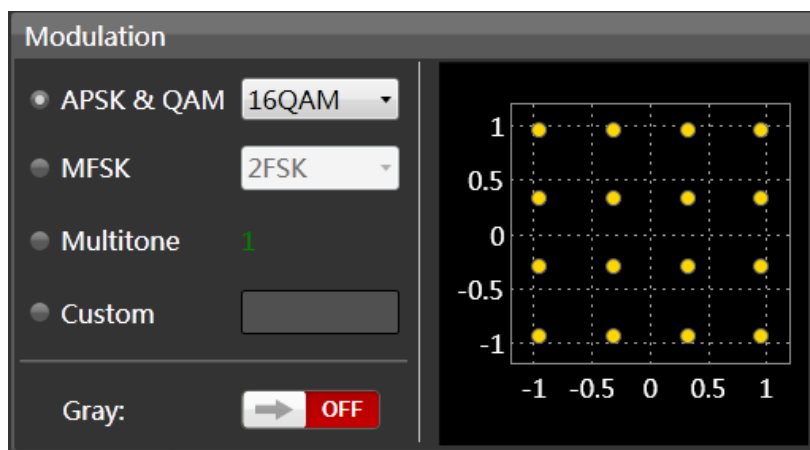 Modulation
APSK & QAM 16QAM
MFSK 2FSK
Multitone 1
Custom
Gray: OFF
1
0.5
0
-0.5
-1
-1 -0.5 0 0.5 1